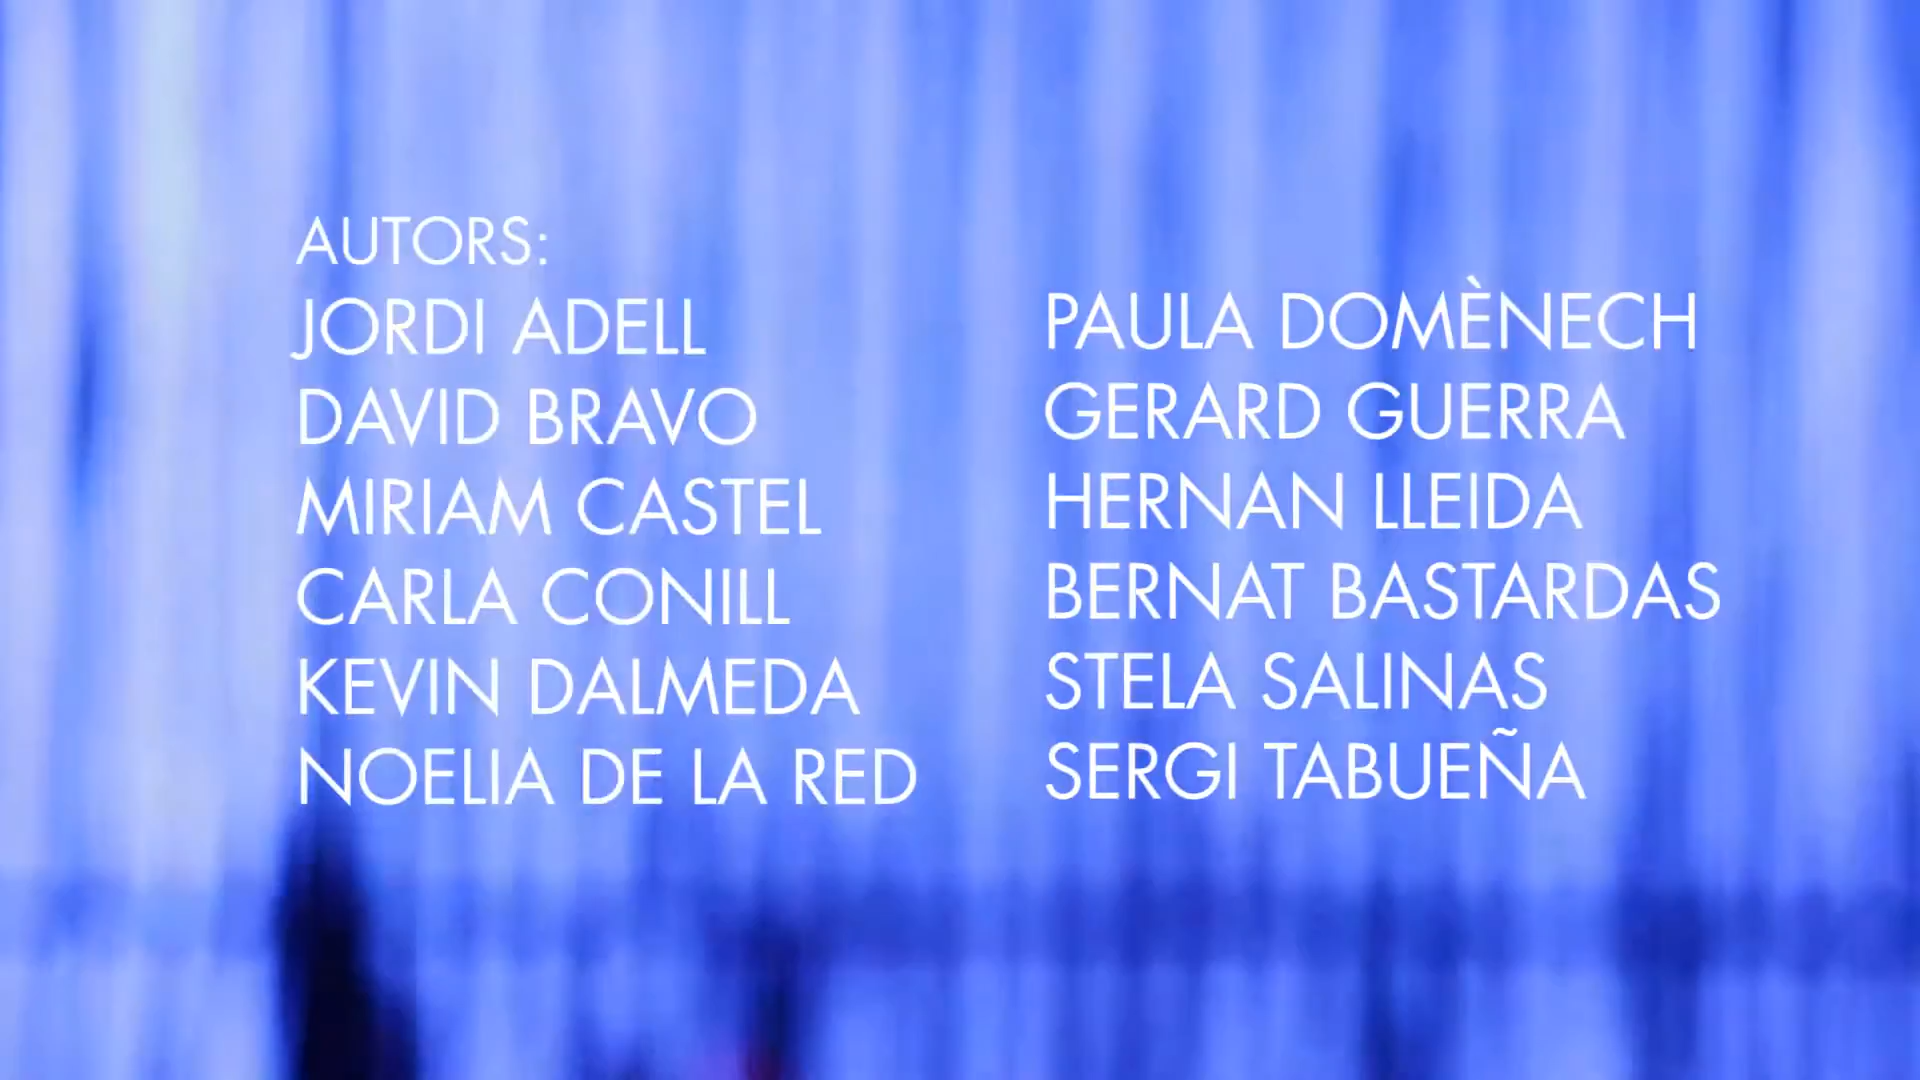 AUTORS:
JORDI ADELL
DAVID BRAVO
MIRIAM CASTEL
CARLA CONILL
KEVIN DALMEDA
NOELIA DE LA RED
PAULA DOMÈNECH
GERARD GUERRA
HERNAN LLEIDA
BERNAT BASTARDAS
STELA SALINAS
SERGI TABUEÑA